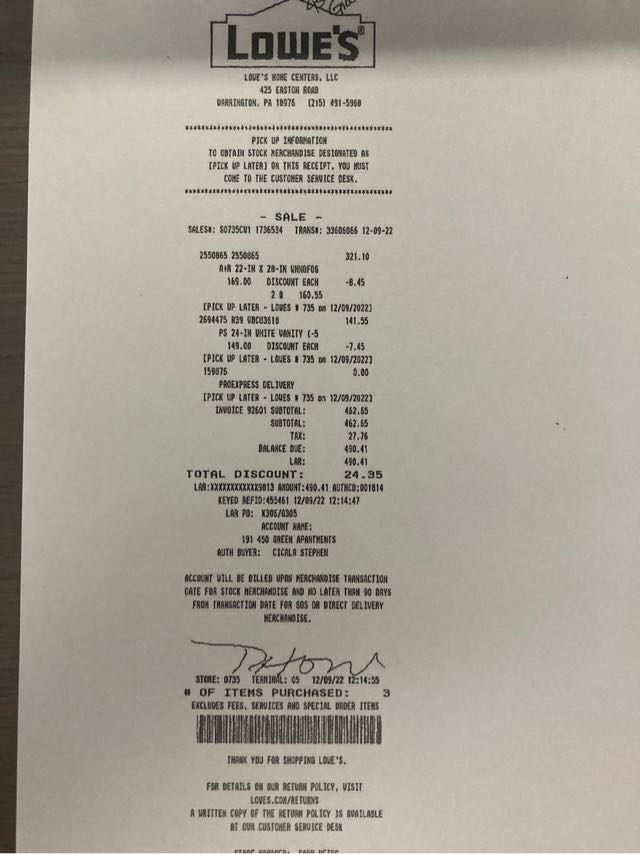 LOWE'S®
LOWE'S HOME CENTERS, LLC
425 EASTON ROAD
WARRINGTON, PA 18976 (215) 491-5968
PICK UP INFORMATION
TO OBTAIN STOCK MERCHANDISE DESIGNATED AS
[PICK UP LATER] ON THIS RECEIPT, YOU MUST
COME TO THE CUSTOMER SERVICE DESK.
- SALE -
SALES#: S0735CW1 1736534 TRANS#: 33606066 12-09-22
2550865 2550865 321.10
A+R 22-IN X 28-IN WHNOFOG
169.00 DISCOUNT EACH -8.45
2 @ 160.55
[PICK UP LATER - LOWES # 735 on 12/09/2022]
2694475 R39 VBCU3618 141.55
PS 24-IN WHITE VANITY (-5
149.00 DISCOUNT EACH -7.45
[PICK UP LATER - LOWES # 735 on 12/09/2022]
159876 0.00
PROEXPRESS DELIVERY
[PICK UP LATER - LOWES # 735 on 12/09/2022]
INVOICE 92601 SUBTOTAL: 462.65
SUBTOTAL: 462.65
TAX: 27.76
BALANCE DUE: 490.41
LAR: 490.41
TOTAL DISCOUNT: 24.35
LAR:XXXXXXXXXXXX9813 AMOUNT:490.41 AUTHCD:001814
KEYED REFID:455461 12/09/22 12:14:47
LAR PO: K306/G305
ACCOUNT NAME:
191 450 GREEN APARTMENTS
AUTH BUYER: CICALA STEPHEN
ACCOUNT WILL BE BILLED UPON MERCHANDISE TRANSACTION
DATE FOR STOCK MERCHANDISE AND NO LATER THAN 90 DAYS
FROM TRANSACTION DATE FOR SOS OR DIRECT DELIVERY
MERCHANDISE.
STORE: 0735 TERMINAL: 05 12/09/22 12:14:55
# OF ITEMS PURCHASED: 3
EXCLUDES FEES, SERVICES AND SPECIAL ORDER ITEMS
THANK YOU FOR SHOPPING LOWE'S.
FOR DETAILS ON OUR RETURN POLICY, VISIT
LOWES.COM/RETURNS
A WRITTEN COPY OF THE RETURN POLICY IS AVAILABLE
AT OUR CUSTOMER SERVICE DESK
STORE MANAGER: